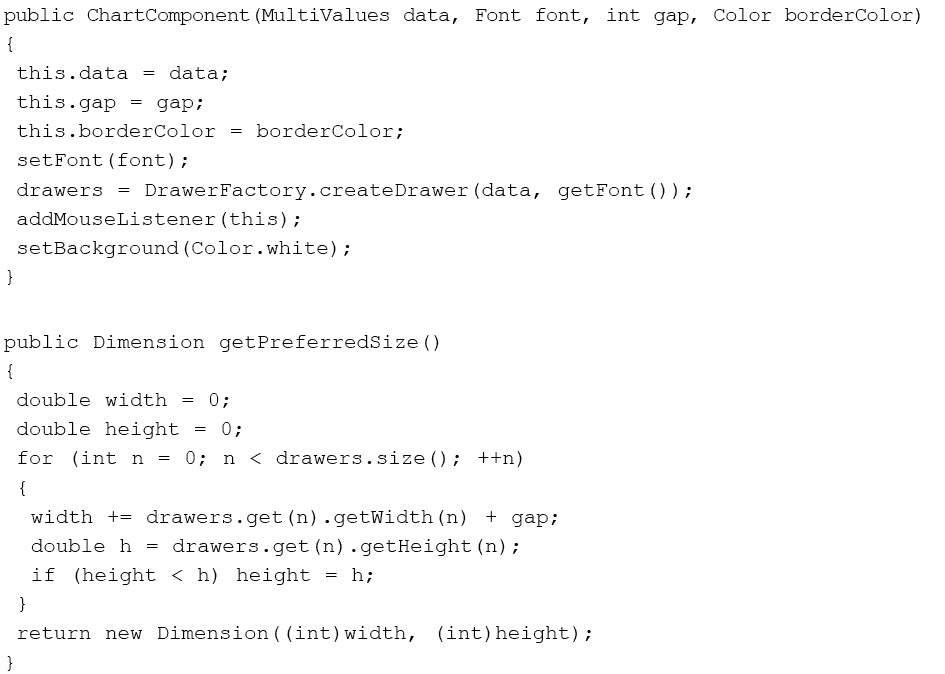 public ChartComponent(MultiValues data, Font font, int gap, Color borderColor)
{
 this.data = data;
 this.gap = gap;
 this.borderColor = borderColor;
 setFont(font);
 drawers = DrawerFactory.createDrawer(data, getFont());
 addMouseListener(this);
 setBackground(Color.white);
}

public Dimension getPreferredSize()
{
 double width = 0;
 double height = 0;
 for (int n = 0; n < drawers.size(); ++n)
 {
  width += drawers.get(n).getWidth(n) + gap;
  double h = drawers.get(n).getHeight(n);
  if (height < h) height = h;
 }
 return new Dimension((int)width, (int)height);
}